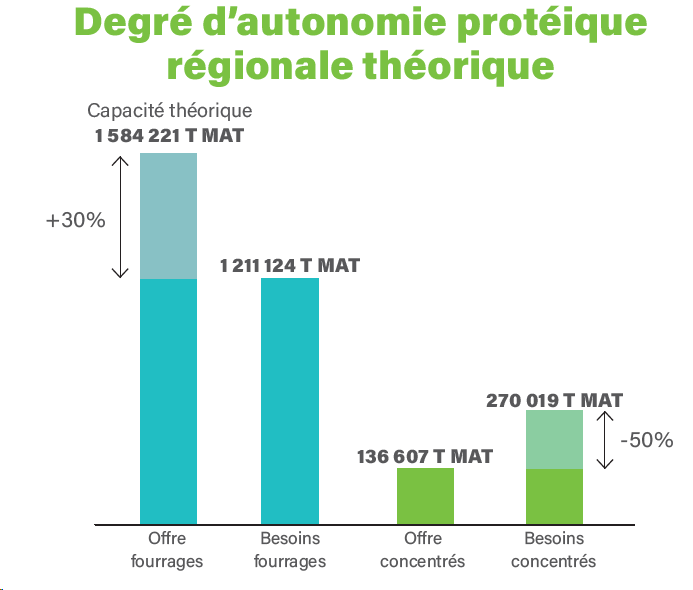 Degré d'autonomie protéique
régionale théorique
Capacité théorique
1 584 221 T MAT
+30%
1 211 124 T MAT
270 019 T MAT
-50%
136 607 T MAT
Offre
fourrages
Besoins
fourrages
Offre
concentrés
Besoins
concentrés